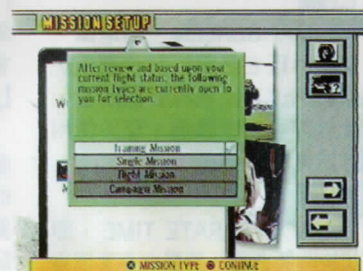 MISSION SETUP
After review and based upon your
current flight status, the following
mission types are currently open to
you for selection.
Training Mission
Single Mission
Flight Mission
Campaign Mission
MISSION TYPE CONTINUE